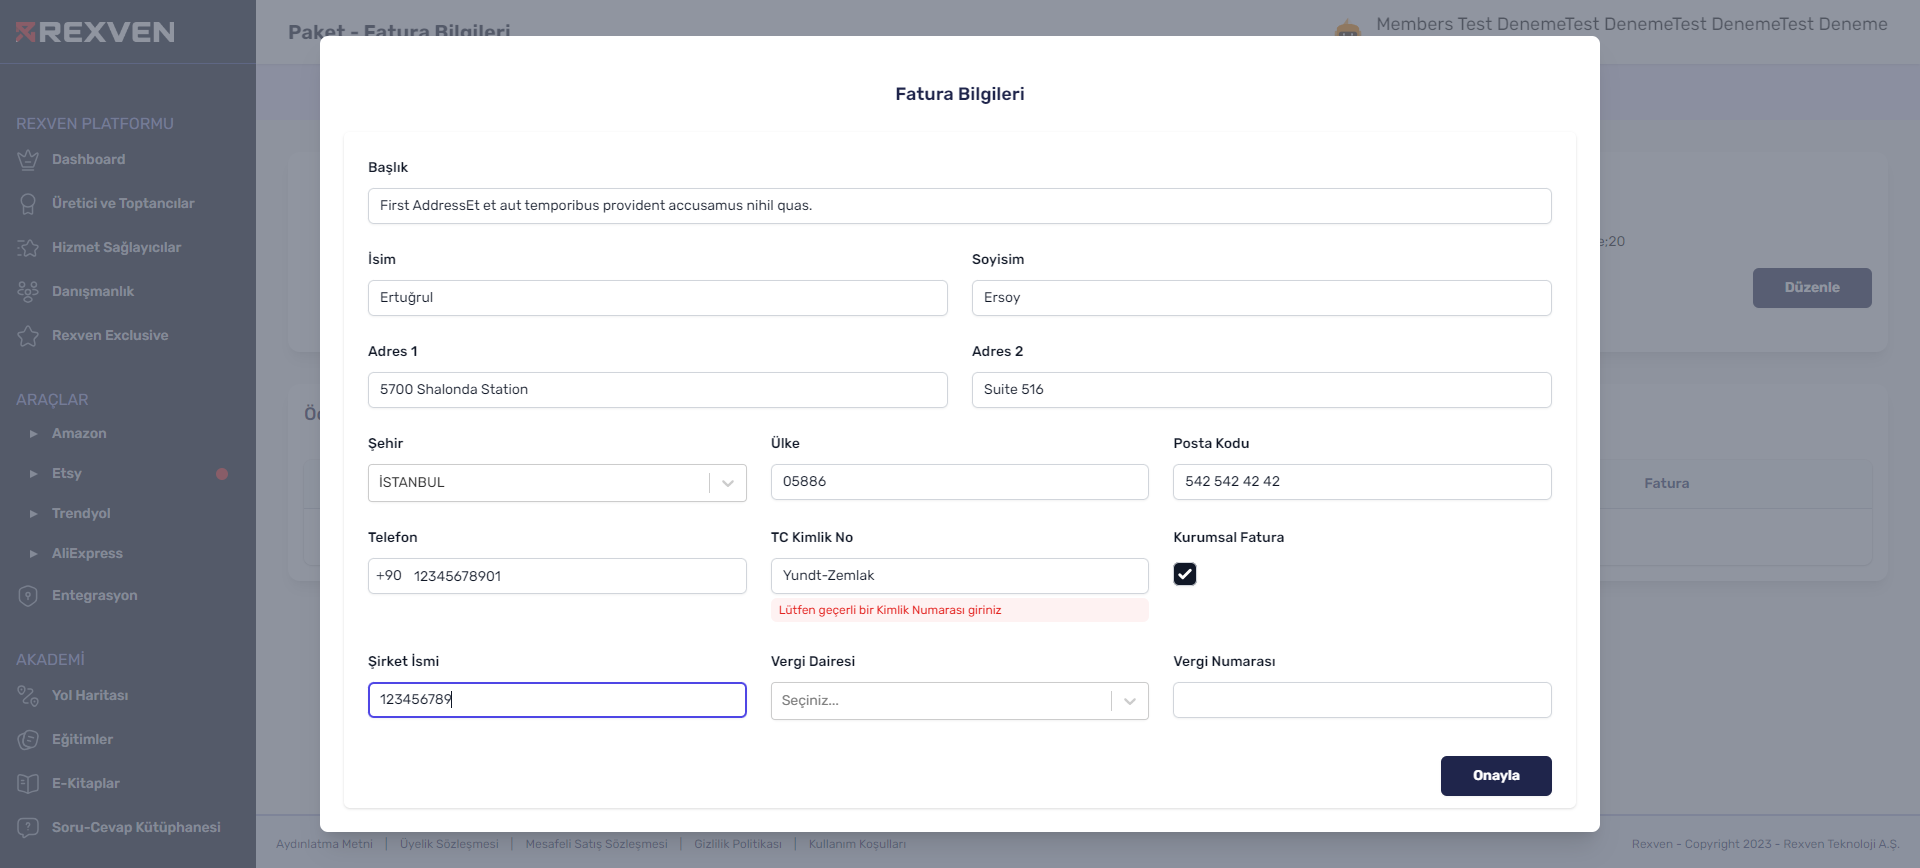 REXVEN
Paket - Fatura Bilgileri
Members Test DenemeTest DenemeTest DenemeTest Deneme
REXVEN PLATFORMU
Dashboard
Üretici ve Toptancılar
Hizmet Sağlayıcılar
Danışmanlık
Rexven Exclusive
ARAÇLAR
Amazon
Etsy
Trendyol
AliExpress
Entegrasyon
AKADEMİ
Yol Haritası
Eğitimler
E-Kitaplar
Soru-Cevap Kütüphanesi
Fatura Bilgileri
Başlık
First AddressEt et aut temporibus provident accusamus nihil quas.
İsim Soyisim
Ertuğrul Ersoy
Adres 1 Adres 2
5700 Shalonda Station Suite 516
Şehir Ülke Posta Kodu
İSTANBUL 05886 542 542 42 42
Telefon TC Kimlik No Kurumsal Fatura
+90 12345678901 Yundt-Zemlak
Lütfen geçerli bir Kimlik Numarası giriniz
Şirket İsmi Vergi Dairesi Vergi Numarası
123456789 Seçiniz...
Onayla
e:20
Düzenle
Fatura
Aydınlatma Metni | Üyelik Sözleşmesi | Mesafeli Satış Sözleşmesi | Gizlilik Politikası | Kullanım Koşulları
Rexven - Copyright 2023 - Rexven Teknoloji A.Ş.